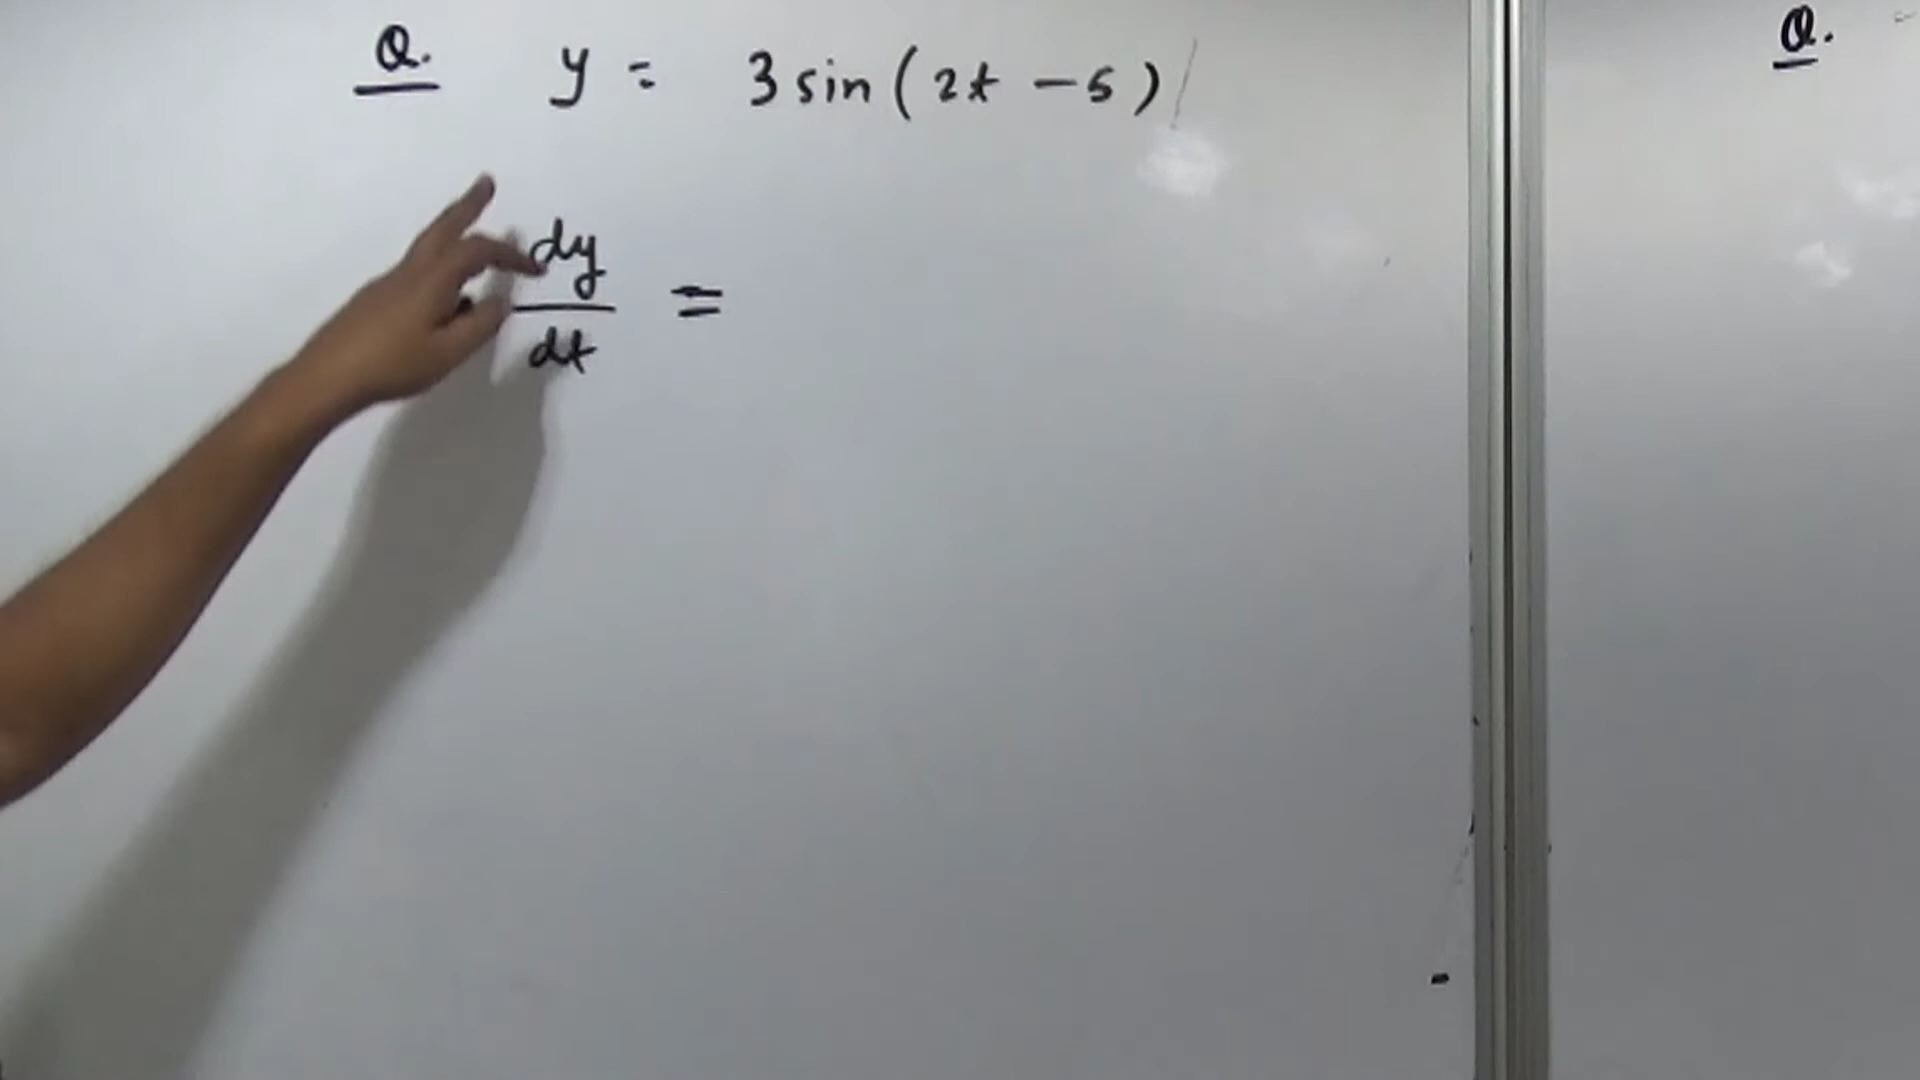 Q. y = 3 sin(2t - 5)
dy/dt =
Q.